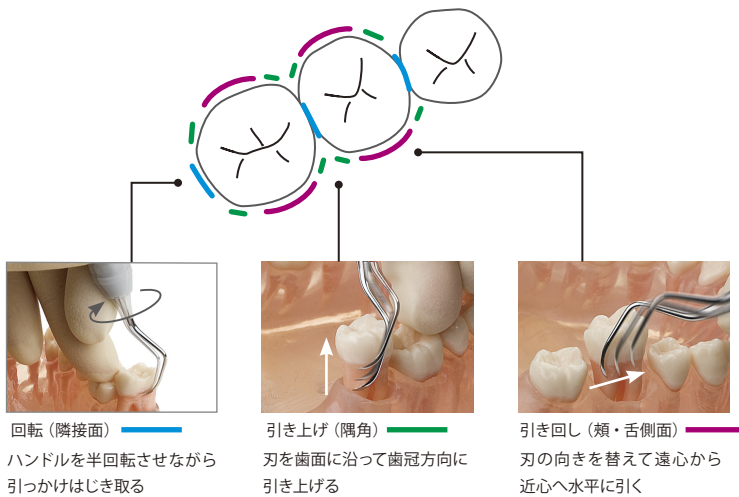 回転（隣接面）
ハンドルを半回転させながら
引っかけはじき取る
引き上げ（隅角）
刃を歯面に沿って歯冠方向に
引き上げる
引き回し（頬・舌側面）
刃の向きを替えて遠心から
近心へ水平に引く